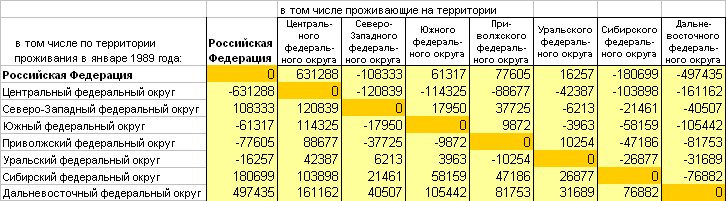 в том числе проживающие на территории
в том числе по территории проживания в январе 1989 года:
Российская Федерация
Центрально-
ного
федераль-
ного округа
Северо-
Западного
федераль-
ного округа
Южного
федераль-
ного округа
При-
волжского
федераль-
ного округа
Уральского
федераль-
ного округа
Сибирского
федераль-
ного округа
Дальне-
восточного
федераль-
ного округа
Российская Федерация 0 631288 -108333 61317 77605 16257 -180699 -497435
Центральный федеральный округ -631288 0 -120839 -114325 -88677 -42387 -103898 -161162
Северо-Западный федеральный округ 108333 120839 0 17950 37725 -6213 -21461 -40507
Южный федеральный округ -61317 114325 -17950 0 9872 -3963 -58159 -105442
Приволжский федеральный округ -77605 88677 -37725 -9872 0 10254 -47186 -81753
Уральский федеральный округ -16257 42387 6213 3963 -10254 0 -26877 -31689
Сибирский федеральный округ 180699 103898 21461 58159 47186 26877 0 -76882
Дальневосточный федеральный округ 497435 161162 40507 105442 81753 31689 76882 0